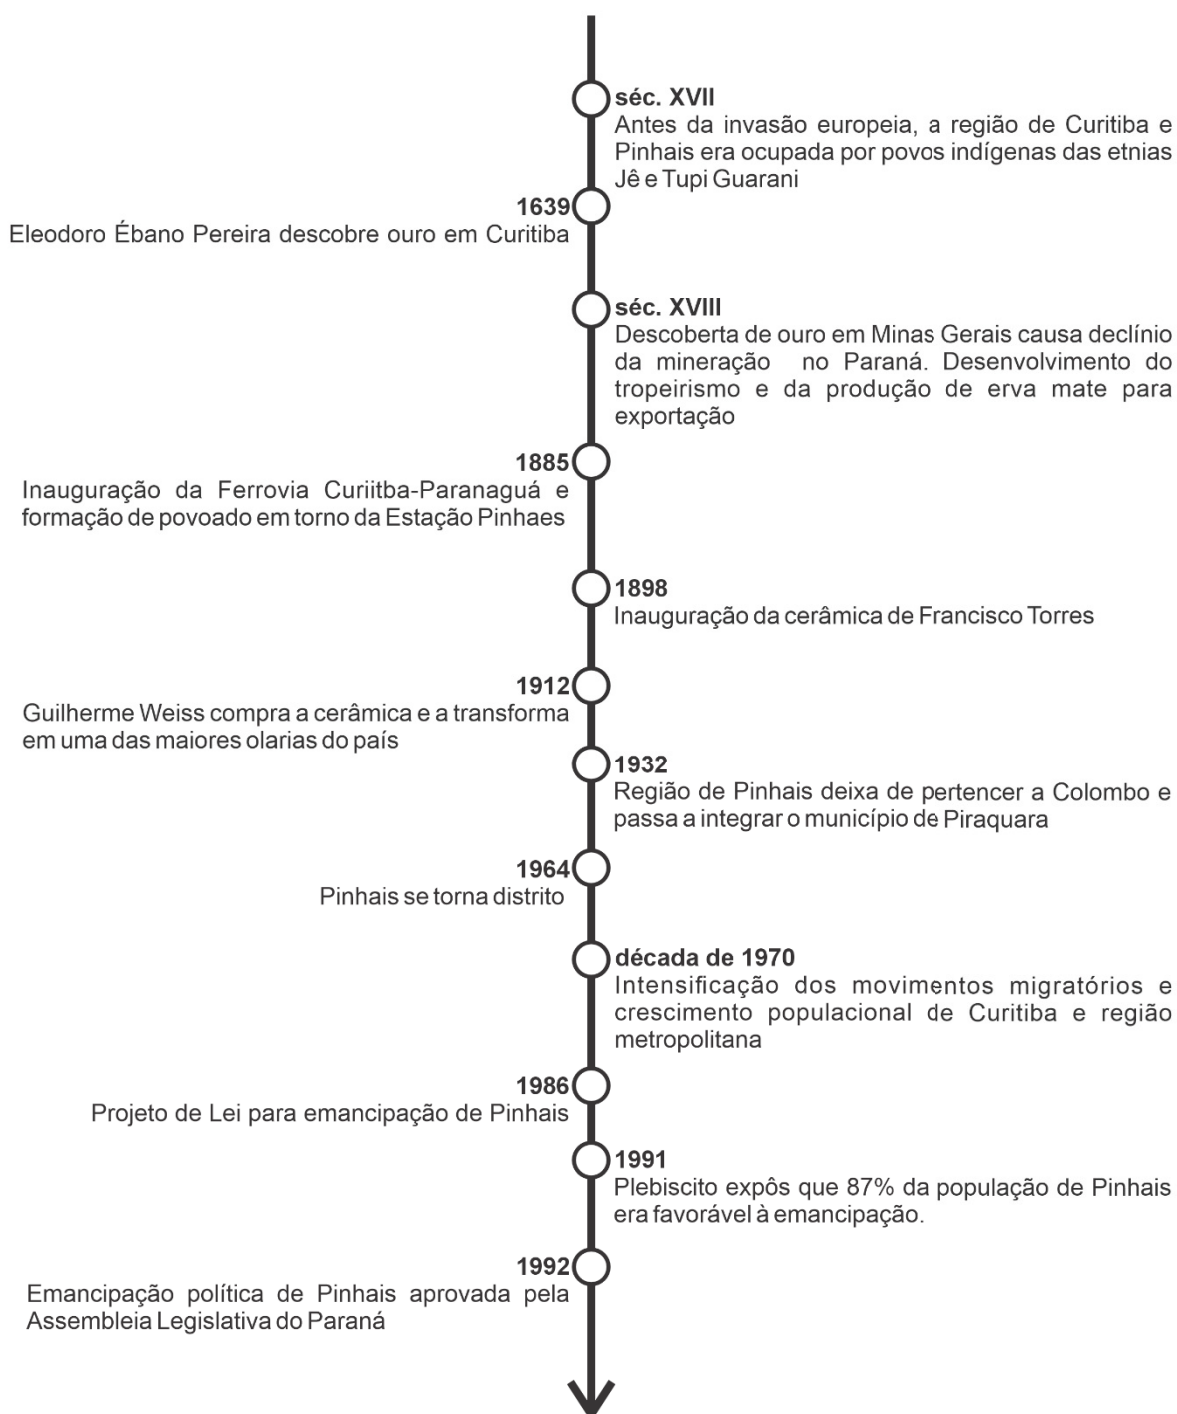 séc. XVII
Antes da invasão europeia, a região de Curitiba e
Pinhais era ocupada por povos indígenas das etnias
Jê e Tupi Guarani
1639
Eleodoro Ébano Pereira descobre ouro em Curitiba
séc. XVIII
Descoberta de ouro em Minas Gerais causa declínio
da mineração no Paraná. Desenvolvimento do
tropeirismo e da produção de erva mate para
exportação
1885
Inauguração da Ferrovia Curiitba-Paranaguá e
formação de povoado em torno da Estação Pinhaes
1898
Inauguração da cerâmica de Francisco Torres
1912
Guilherme Weiss compra a cerâmica e a transforma
em uma das maiores olarias do país
1932
Região de Pinhais deixa de pertencer a Colombo e
passa a integrar o município de Piraquara
1964
Pinhais se torna distrito
década de 1970
Intensificação dos movimentos migratórios e
crescimento populacional de Curitiba e região
metropolitana
1986
Projeto de Lei para emancipação de Pinhais
1991
Plebiscito expôs que 87% da população de Pinhais
era favorável à emancipação.
1992
Emancipação política de Pinhais aprovada pela
Assembleia Legislativa do Paraná